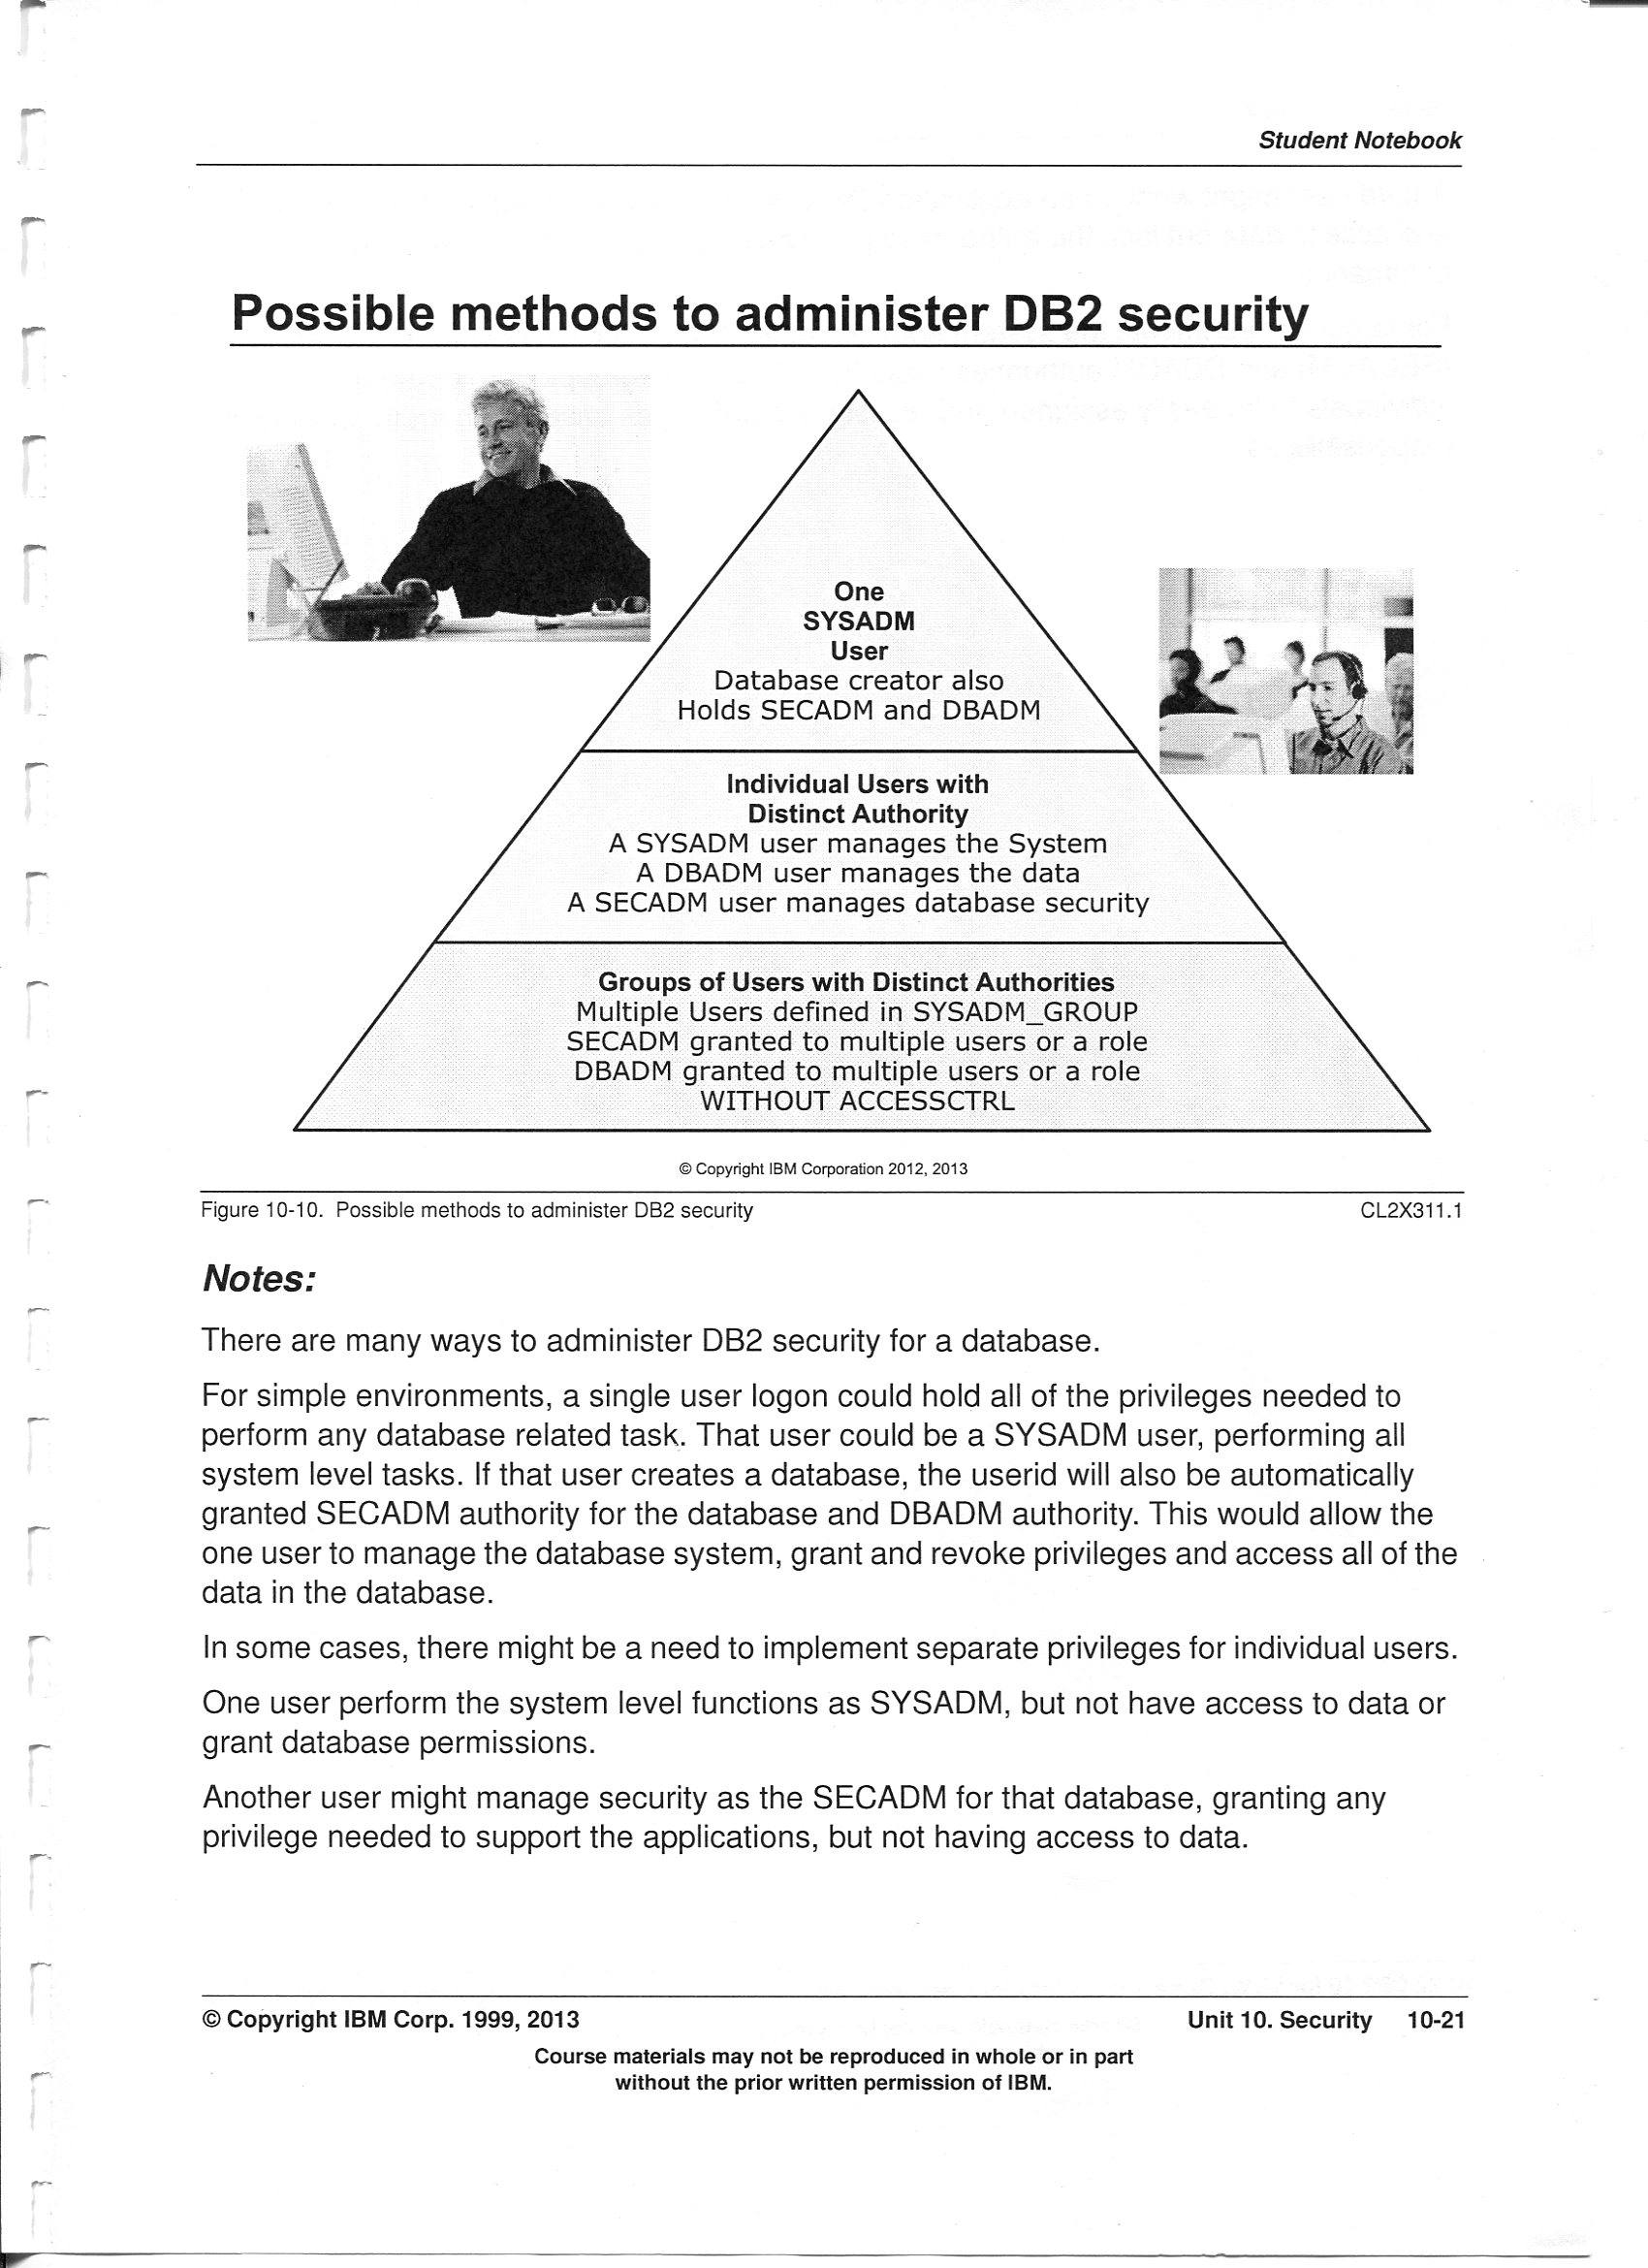 Student Notebook
Possible methods to administer DB2 security
One
SYSADM
User
Database creator also
Holds SECADM and DBADM
Individual Users with
Distinct Authority
A SYSADM user manages the System
A DBADM user manages the data
A SECADM user manages database security
Groups of Users with Distinct Authorities
Multiple Users defined in SYSADM_GROUP
SECADM granted to multiple users or a role
DBADM granted to multiple users or a role
WITHOUT ACCESSCTRL
© Copyright IBM Corporation 2012, 2013
Figure 10-10. Possible methods to administer DB2 security CL2X311.1
Notes:
There are many ways to administer DB2 security for a database.
For simple environments, a single user logon could hold all of the privileges needed to
perform any database related task. That user could be a SYSADM user, performing all
system level tasks. If that user creates a database, the userid will also be automatically
granted SECADM authority for the database and DBADM authority. This would allow the
one user to manage the database system, grant and revoke privileges and access all of the
data in the database.
In some cases, there might be a need to implement separate privileges for individual users.
One user perform the system level functions as SYSADM, but not have access to data or
grant database permissions.
Another user might manage security as the SECADM for that database, granting any
privilege needed to support the applications, but not having access to data.
© Copyright IBM Corp. 1999, 2013 Unit 10. Security 10-21
Course materials may not be reproduced in whole or in part
without the prior written permission of IBM.